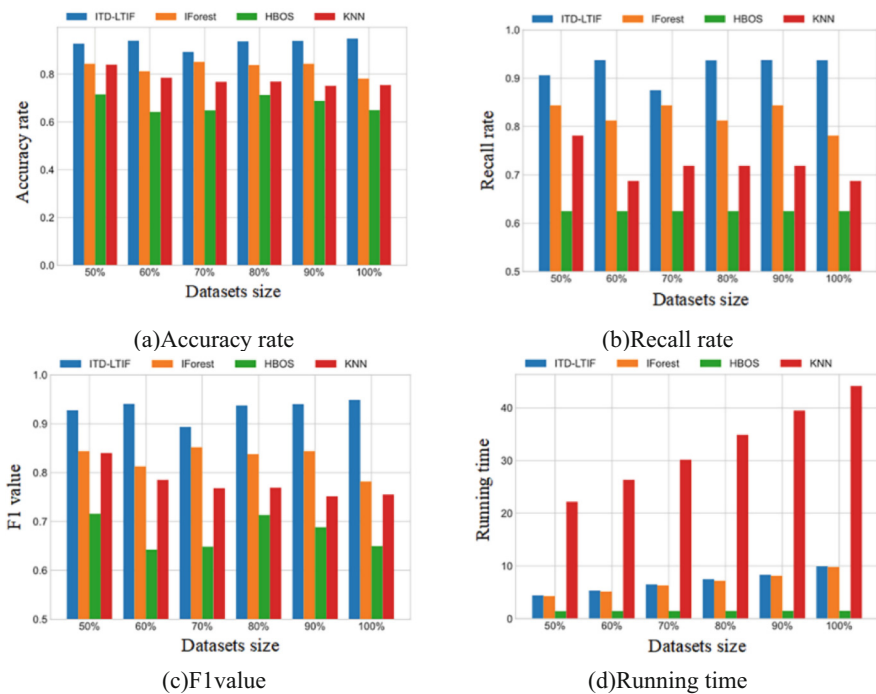 ITD-LTIF IForest HBOS KNN
Accuracy rate
0.8
0.6
0.4
0.2
0.0
50% 60% 70% 80% 90% 100%
Datasets size
(a)Accuracy rate
ITD-LTIF IForest HBOS KNN
Recall rate
1.0
0.9
0.8
0.7
0.6
0.5
50% 60% 70% 80% 90% 100%
Datasets size
(b)Recall rate
ITD-LTIF IForest HBOS KNN
F1 value
1.0
0.9
0.8
0.7
0.6
0.5
50% 60% 70% 80% 90% 100%
Datasets size
(c)F1value
ITD-LTIF IForest HBOS KNN
Running time
40
30
20
10
0
50% 60% 70% 80% 90% 100%
Datasets size
(d)Running time